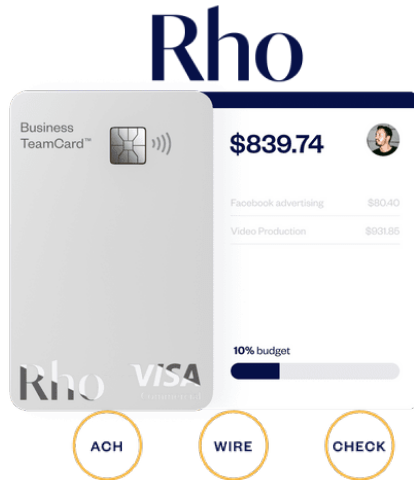 Rho
Business
TeamCard™
$839.74
Facebook advertising $80.40
Video Production $931.85
10% budget
Rho
VISA
Commercial
ACH
WIRE
CHECK